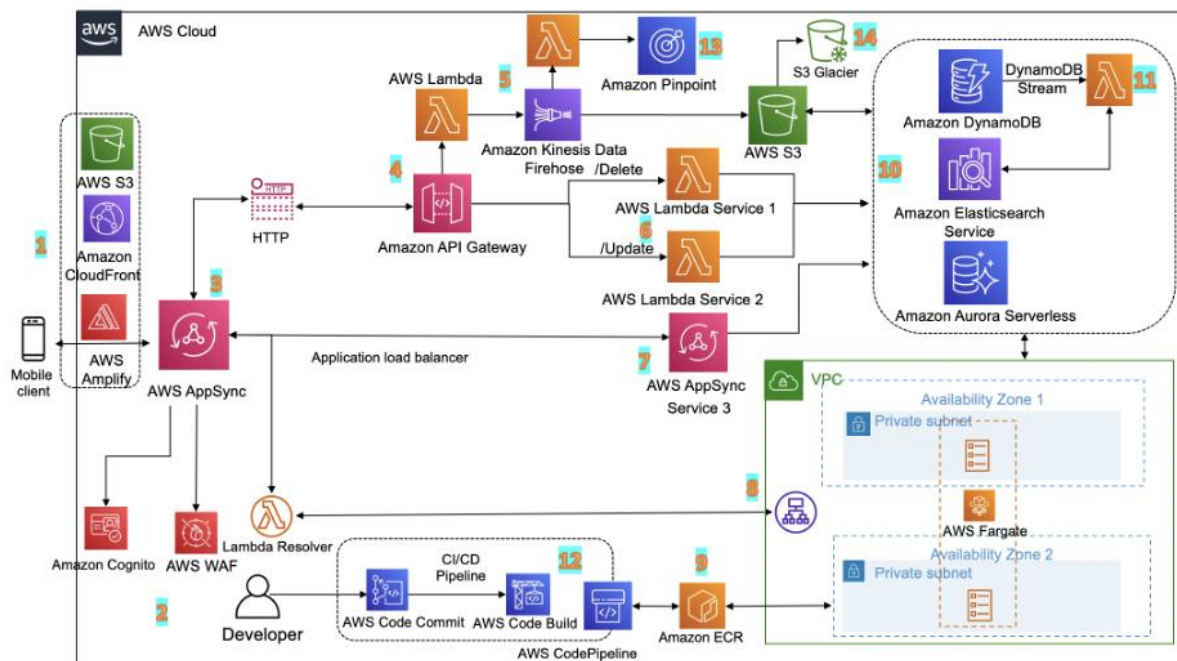 aws
AWS Cloud
AWS S3
1
Amazon
CloudFront
AWS
Amplify
Mobile
client
3
AWS AppSync
HTTP
HTTP
Amazon Cognito
AWS WAF
2
AWS Lambda
5
13
Amazon Pinpoint
14
S3 Glacier
Amazon Kinesis Data
Firehose
AWS S3
4
Amazon API Gateway
/Delete
AWS Lambda Service 1
/Update
6
AWS Lambda Service 2
Application load balancer
7
AWS AppSync
Service 3
DynamoDB
Stream
11
Amazon DynamoDB
10
Amazon Elasticsearch
Service
Amazon Aurora Serverless
VPC
Availability Zone 1
Private subnet
8
AWS Fargate
Availability Zone 2
Private subnet
Lambda Resolver
Developer
CI/CD
Pipeline
12
AWS Code Commit
AWS Code Build
AWS CodePipeline
9
Amazon ECR